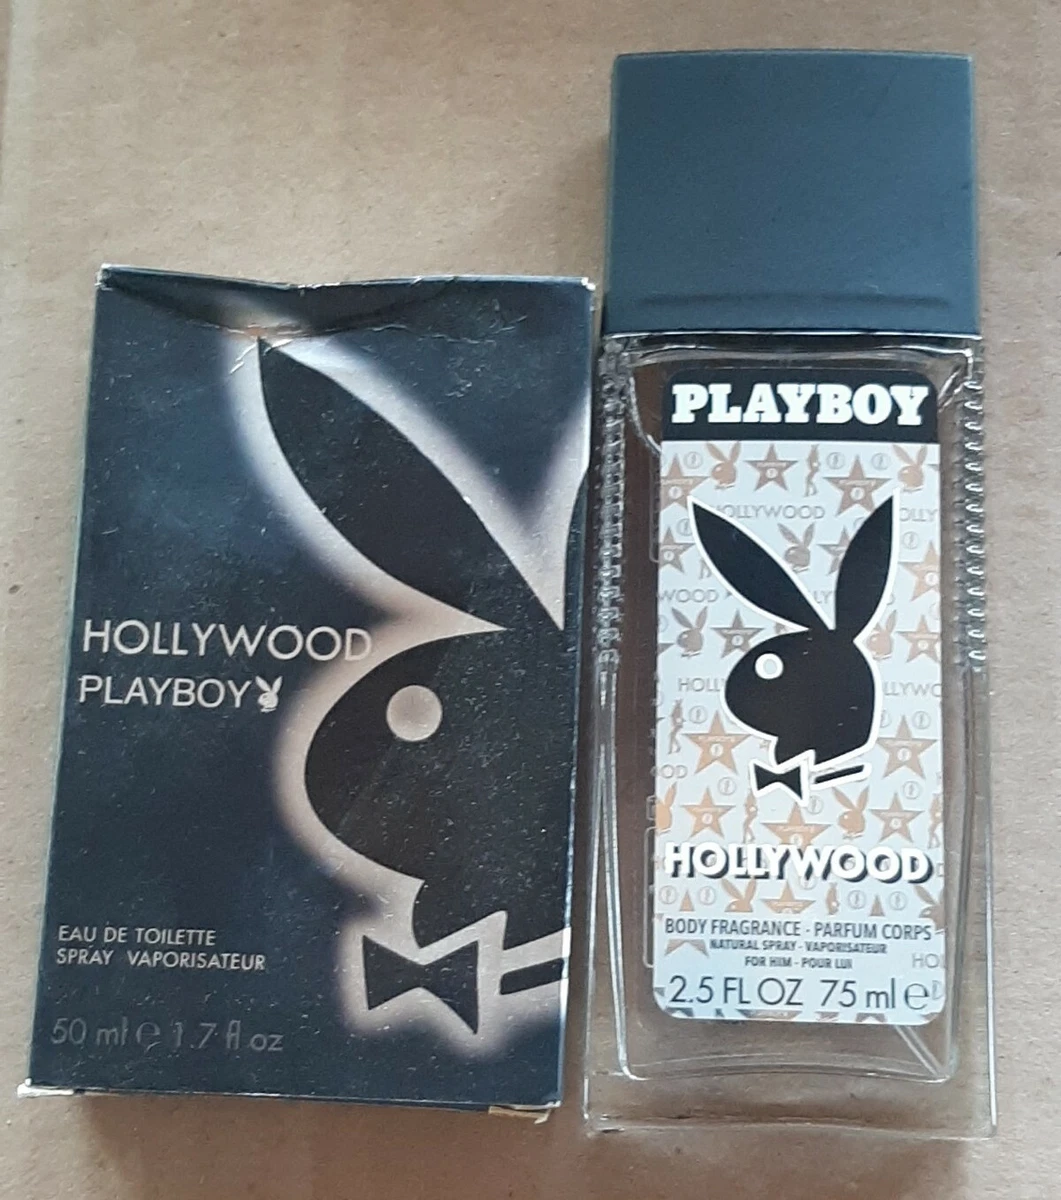 HOLLYWOOD
PLAYBOY
EAU DE TOILETTE
SPRAY VAPORISATEUR
50 ml e 1.7 fl oz
PLAYBOY
HOLLYWOOD
HOLLYWOOD
BODY FRAGRANCE - PARFUM CORPS
NATURAL SPRAY - VAPORISATEUR
FOR HIM - POUR LUI
2.5 FL OZ 75 ml e